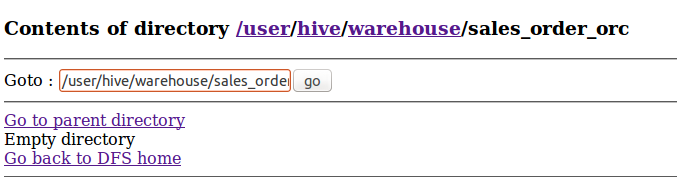 Contents of directory /user/hive/warehouse/sales_order_orc
Goto : /user/hive/warehouse/sales_order go
Go to parent directory
Empty directory
Go back to DFS home